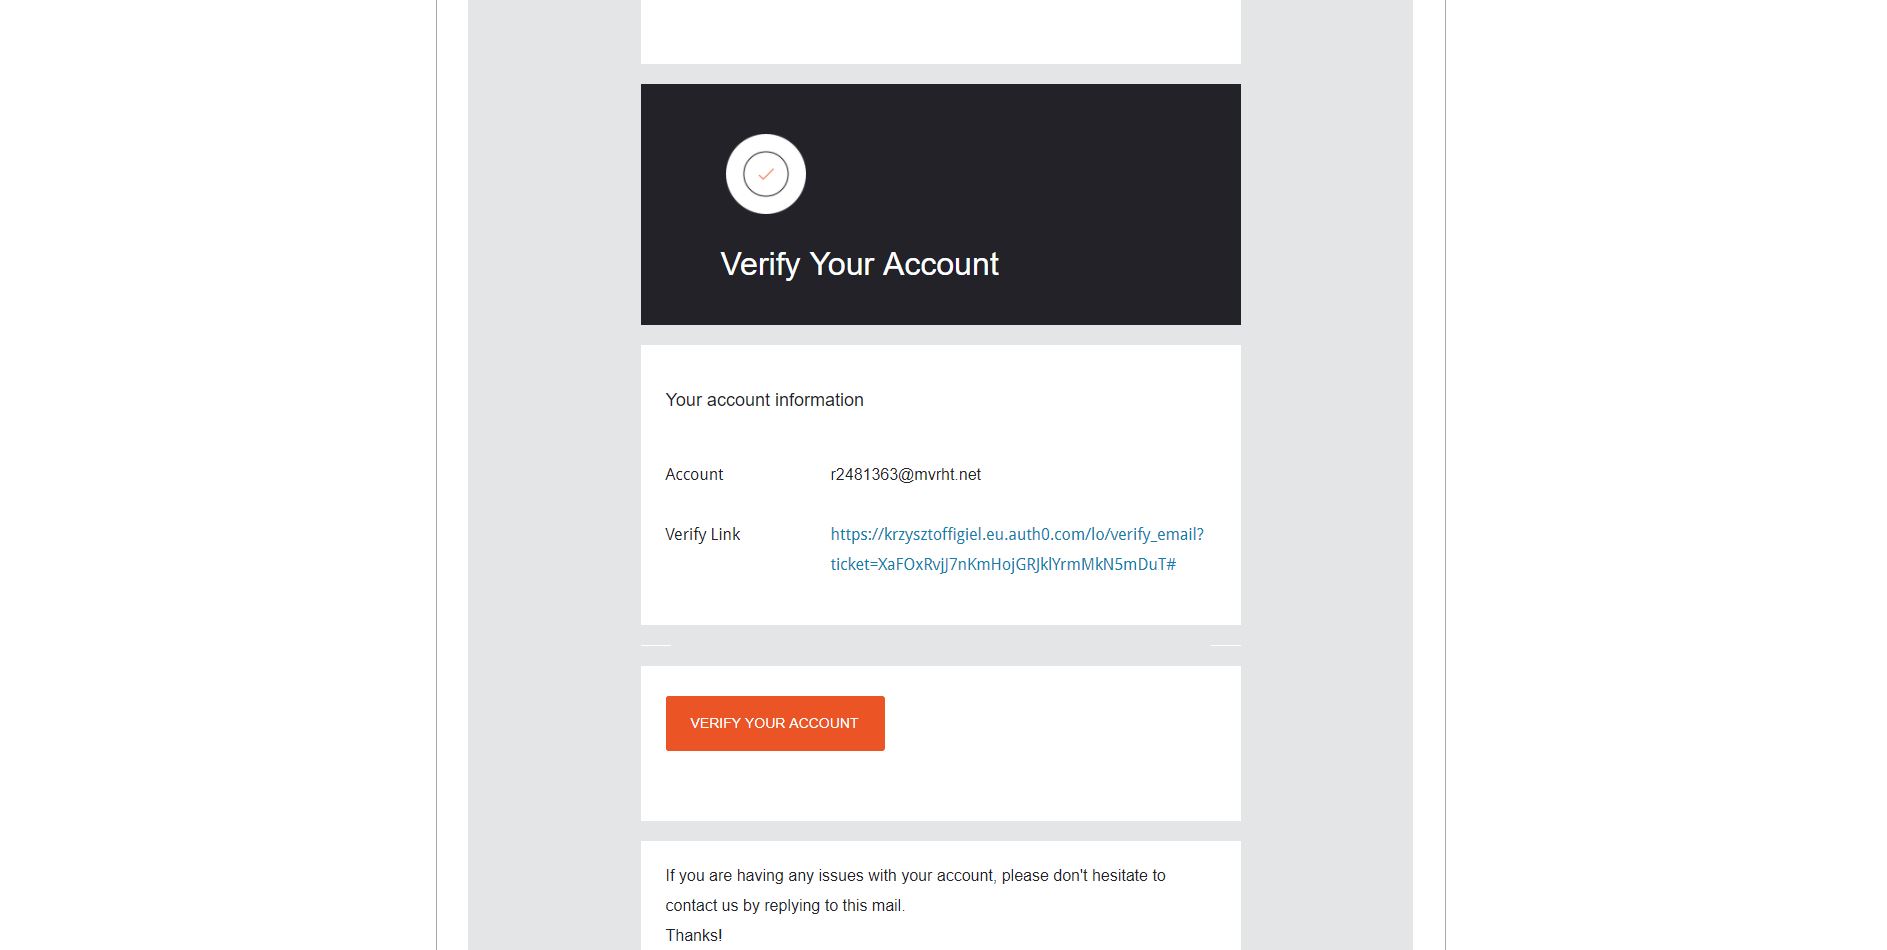 Verify Your Account
Your account information
Account r2481363@mvrht.net
Verify Link https://krzysztoffigiel.eu.auth0.com/lo/verify_email?
ticket=XaFOxRvjJ7nKmHojGRJklYrmMkN5mDuT#
VERIFY YOUR ACCOUNT
If you are having any issues with your account, please don't hesitate to
contact us by replying to this mail.
Thanks!